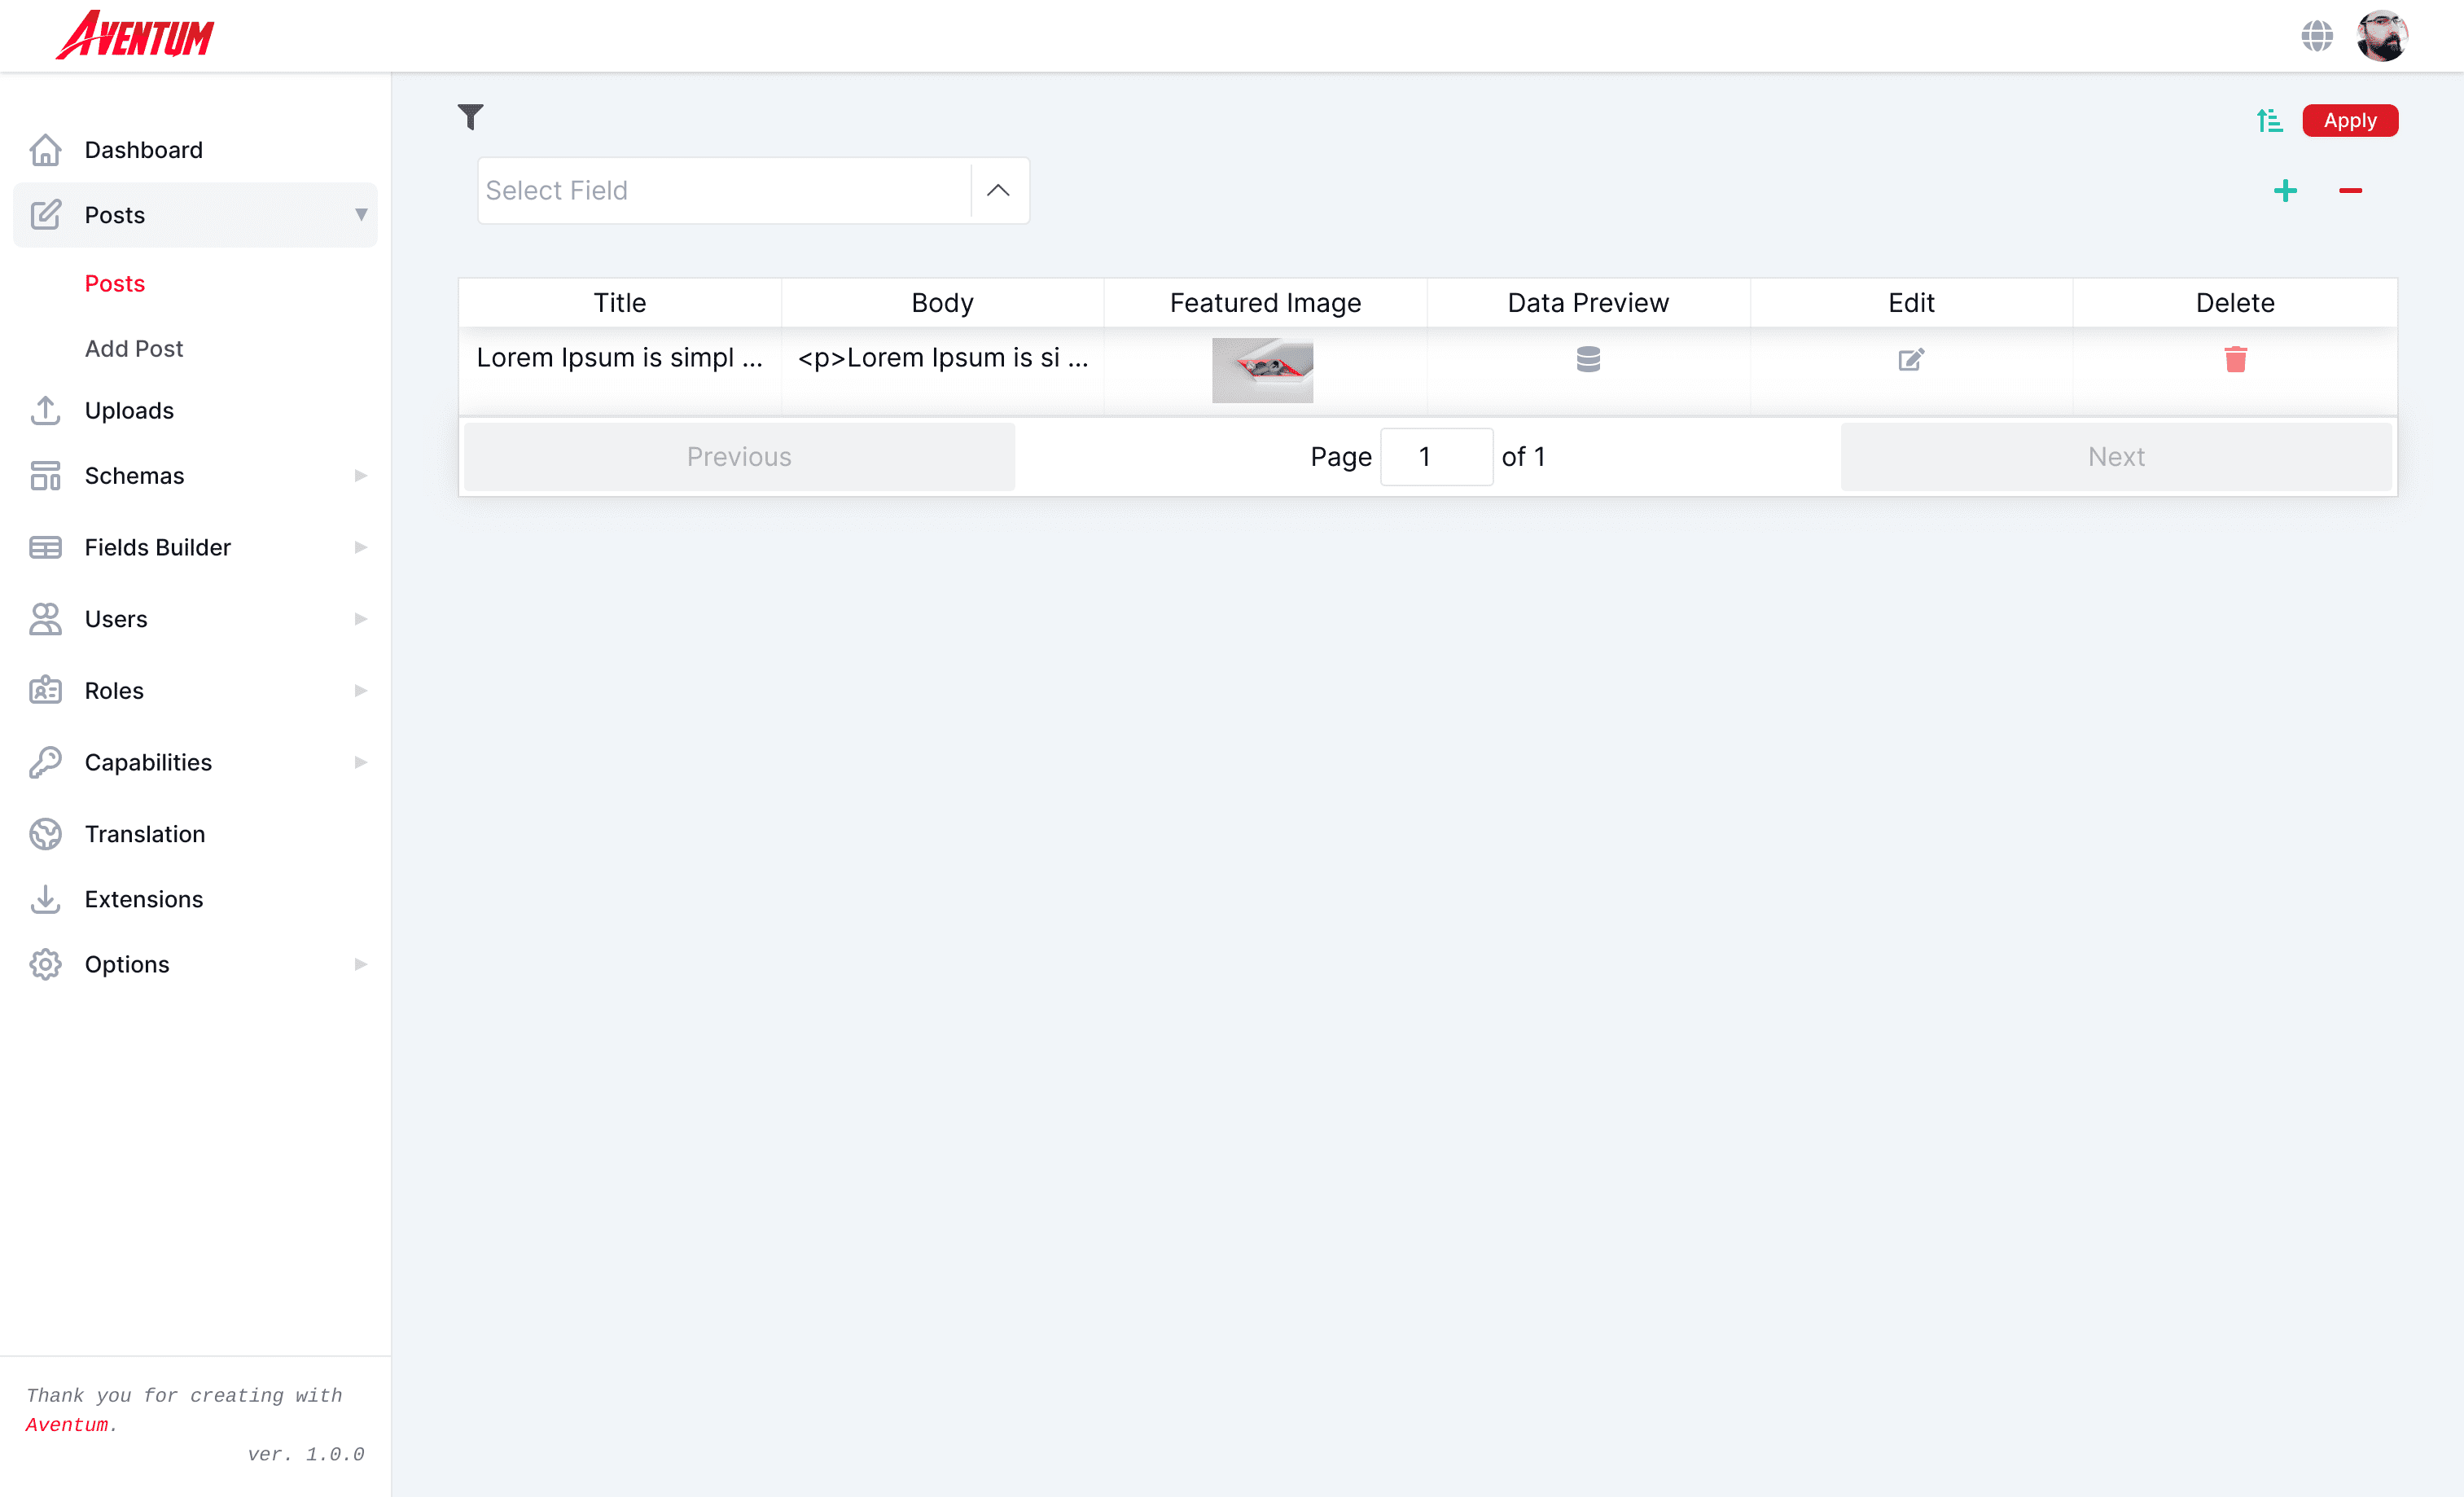 AVENTUM
Dashboard
Posts
Posts
Add Post
Uploads
Schemas
Fields Builder
Users
Roles
Capabilities
Translation
Extensions
Options
Thank you for creating with
Aventum.
ver. 1.0.0
Apply
Select Field
Title Body Featured Image Data Preview Edit Delete
Lorem Ipsum is simpl ... <p>Lorem Ipsum is si ...
Previous Page 1 of 1 Next